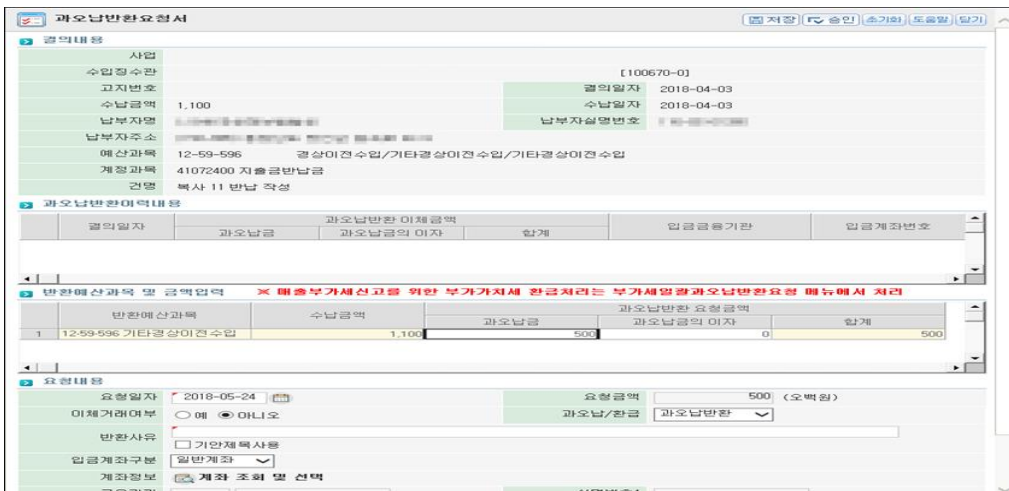 과오납반환요청서 저장 승인 초기화 도움말 닫기
결의내용
사업
수입징수관 [100670-0]
고지번호 결의일자 2018-04-03
수납금액 1,100 수납일자 2018-04-03
납부자명 납부자실명번호
납부자주소
예산과목 12-59-596 경상이전수입/기타경상이전수입/기타경상이전수입
계정과목 41072400 지출금반납금
건명 복사 11 반납 작성
과오납반환이력내용
결의일자 과오납반환 이체금액 입금금융기관 입금계좌번호
과오납금 과오납금의 이자 합계
반환예산과목 및 금액입력 ※ 매출부가세신고를 위한 부가가치세 환급처리는 부가세일괄과오납반환요청 메뉴에서 처리
반환예산과목 수납금액 과오납반환 요청금액
과오납금 과오납금의 이자 합계
1 12-59-596 기타경상이전수입 1,100 500 0 500
요청내용
요청일자 2018-05-24 요청금액 500 (오백원)
이체거래여부 예 아니오 과오납/환급 과오납반환
반환사유
기안제목사용
입금계좌구분 일반계좌
계좌정보 계좌 조회 및 선택